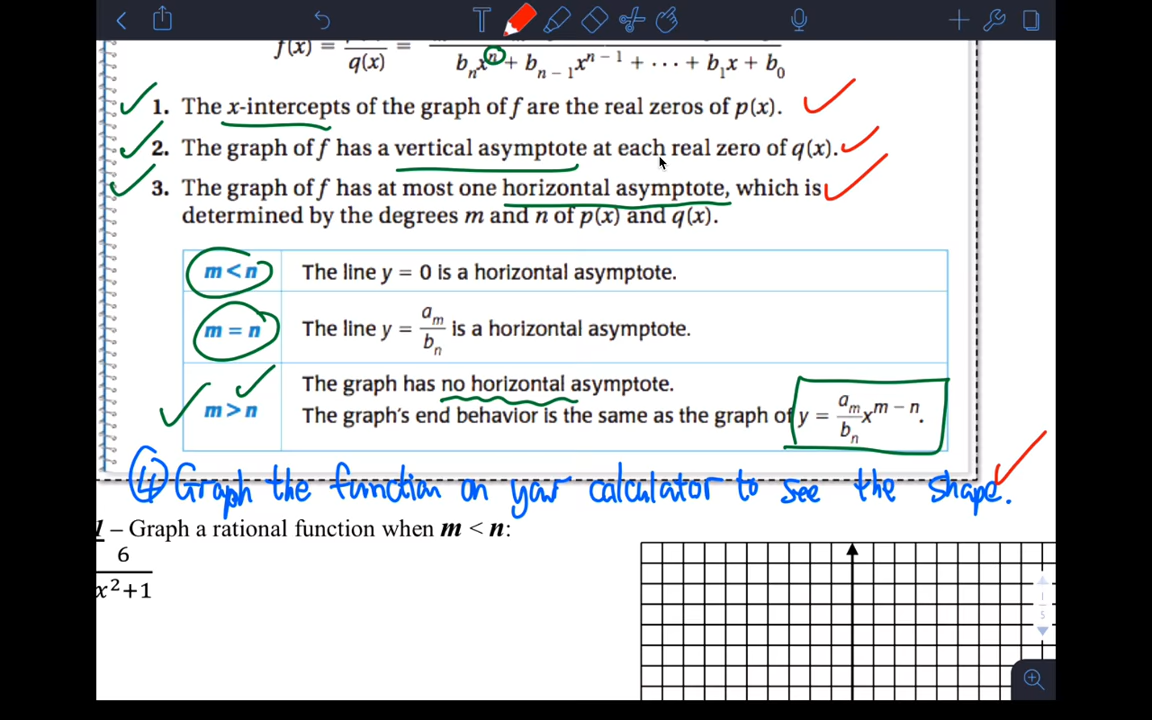 f(x) = / q(x) = / bₙxⁿ + bₙ₋₁xⁿ⁻¹ + ⋯ + b₁x + b₀
1. The x-intercepts of the graph of f are the real zeros of p(x).
2. The graph of f has a vertical asymptote at each real zero of q(x).
3. The graph of f has at most one horizontal asymptote, which is
determined by the degrees m and n of p(x) and q(x).
m < n The line y = 0 is a horizontal asymptote.
m = n The line y = aₘ/bₙ is a horizontal asymptote.
The graph has no horizontal asymptote.
m > n The graph's end behavior is the same as the graph of y = aₘ/bₙ xᵐ⁻ⁿ.
④ Graph the function on your calculator to see the shape.
1 – Graph a rational function when m < n:
6
x²+1
T
1
5